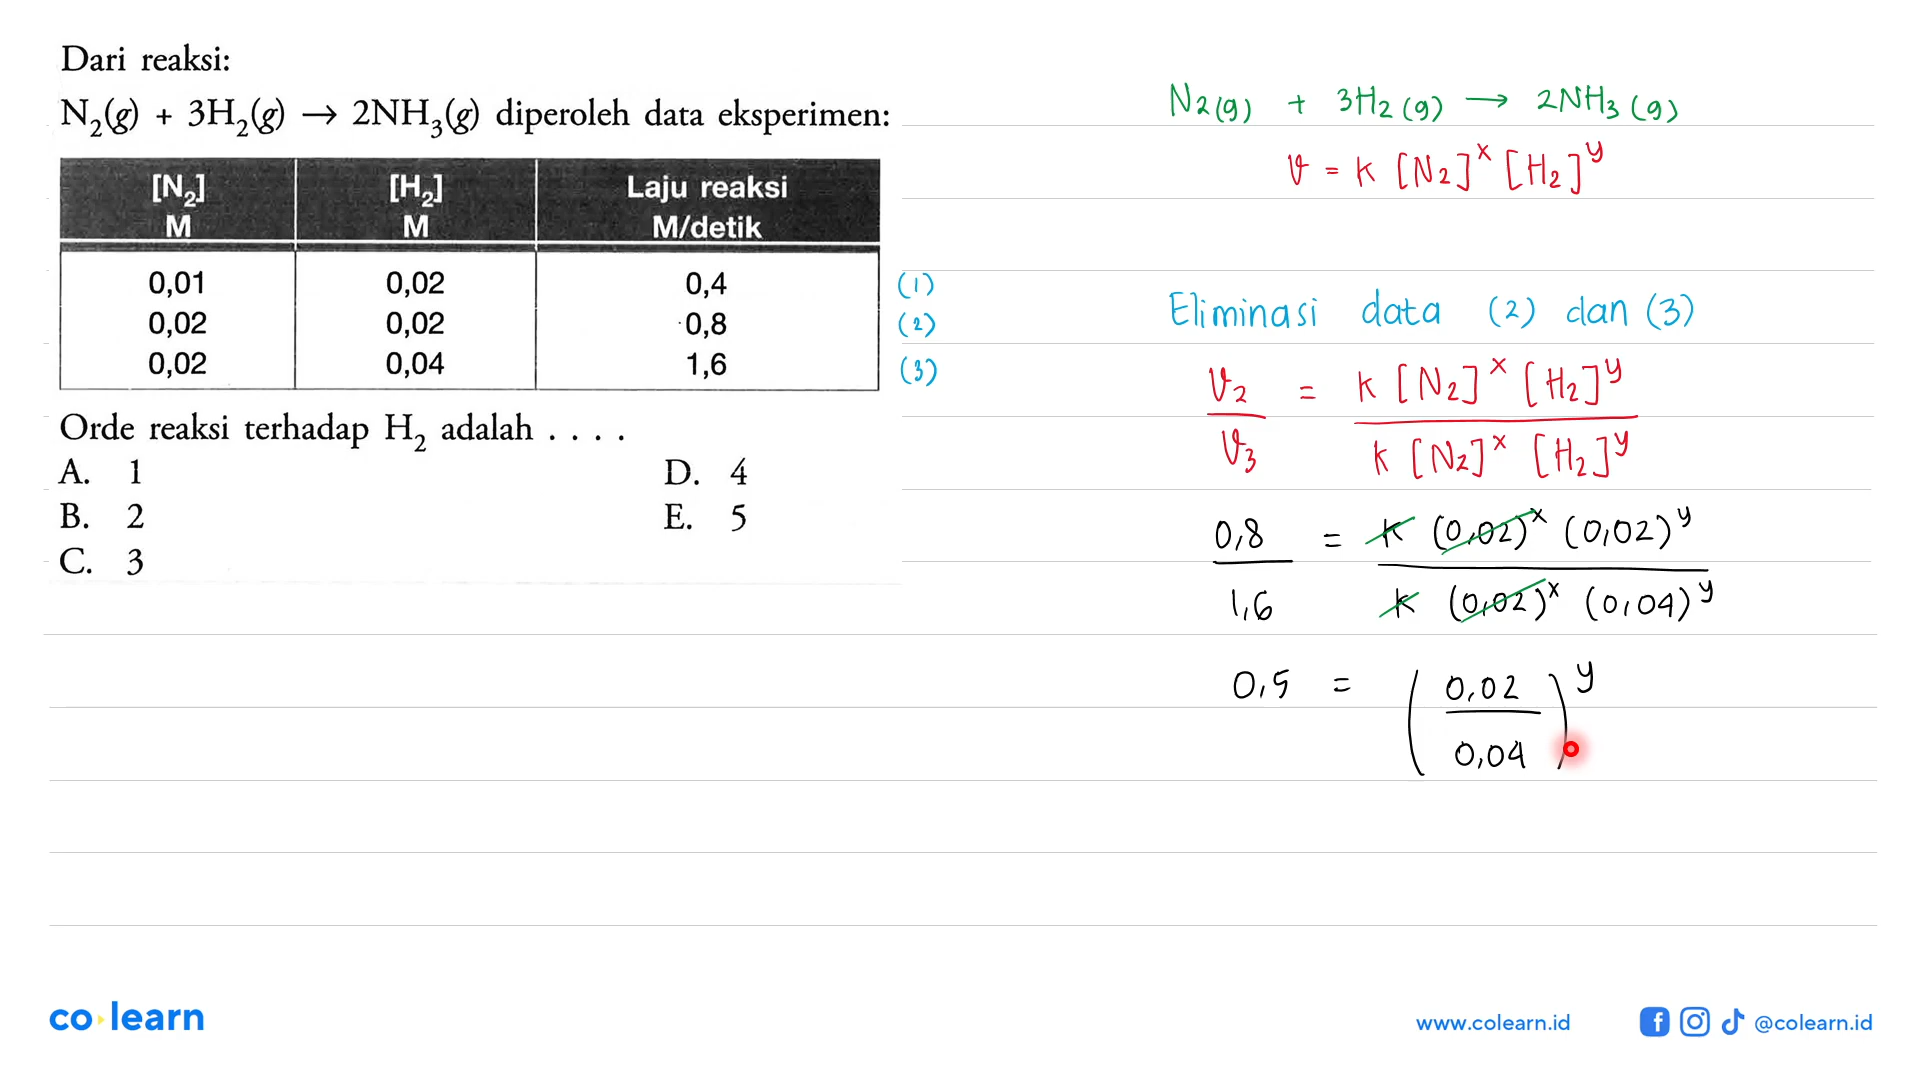 Dari reaksi:
N₂(g) + 3H₂(g) → 2NH₃(g) diperoleh data eksperimen:
[N₂] M [H₂] M Laju reaksi M/detik
0,01 0,02 0,4 (1)
0,02 0,02 0,8 (2)
0,02 0,04 1,6 (3)
Orde reaksi terhadap H₂ adalah . . . .
A. 1 D. 4
B. 2 E. 5
C. 3
N₂(g) + 3H₂(g) → 2NH₃(g)
v = k [N₂]ˣ [H₂]ʸ
Eliminasi data (2) dan (3)
v₂ = k [N₂]ˣ [H₂]ʸ
v₃ k [N₂]ˣ [H₂]ʸ
0,8 = k (0,02)ˣ (0,02)ʸ
1,6 k (0,02)ˣ (0,04)ʸ
0,5 = (0,02
0,04)ʸ
co learn
www.colearn.id @colearn.id